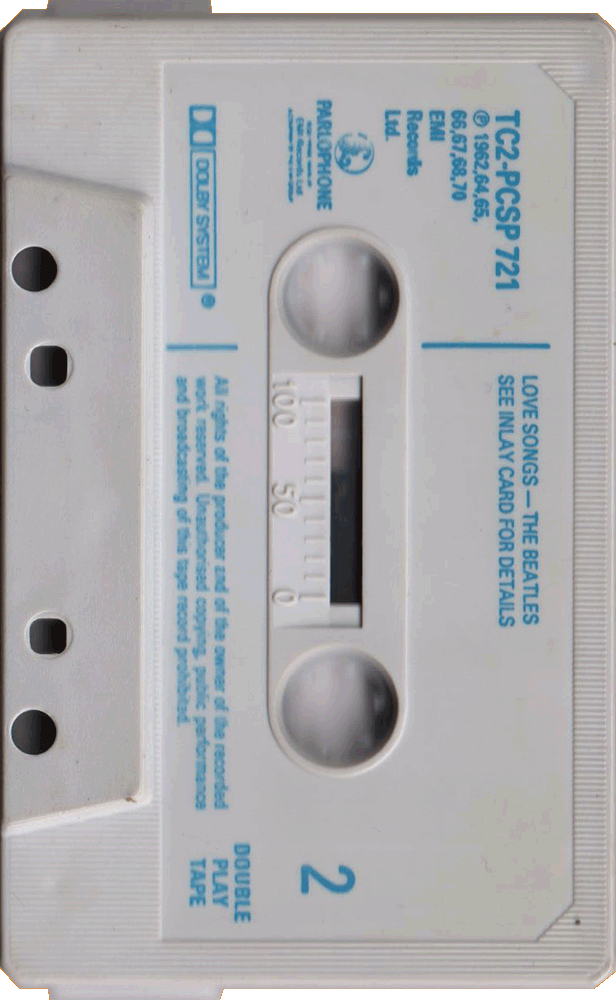 TC2-PCSP 721
℗ 1962,64,65,
66,67,68,70
EMI
Records
Ltd.
PARLOPHONE
LOVE SONGS — THE BEATLES
SEE INLAY CARD FOR DETAILS
100 50 0
2
DOLBY SYSTEM ®
All rights of the producer and of the owner of the recorded
work reserved. Unauthorised copying, public performance
and broadcasting of this tape record prohibited.
DOUBLE
PLAY
TAPE